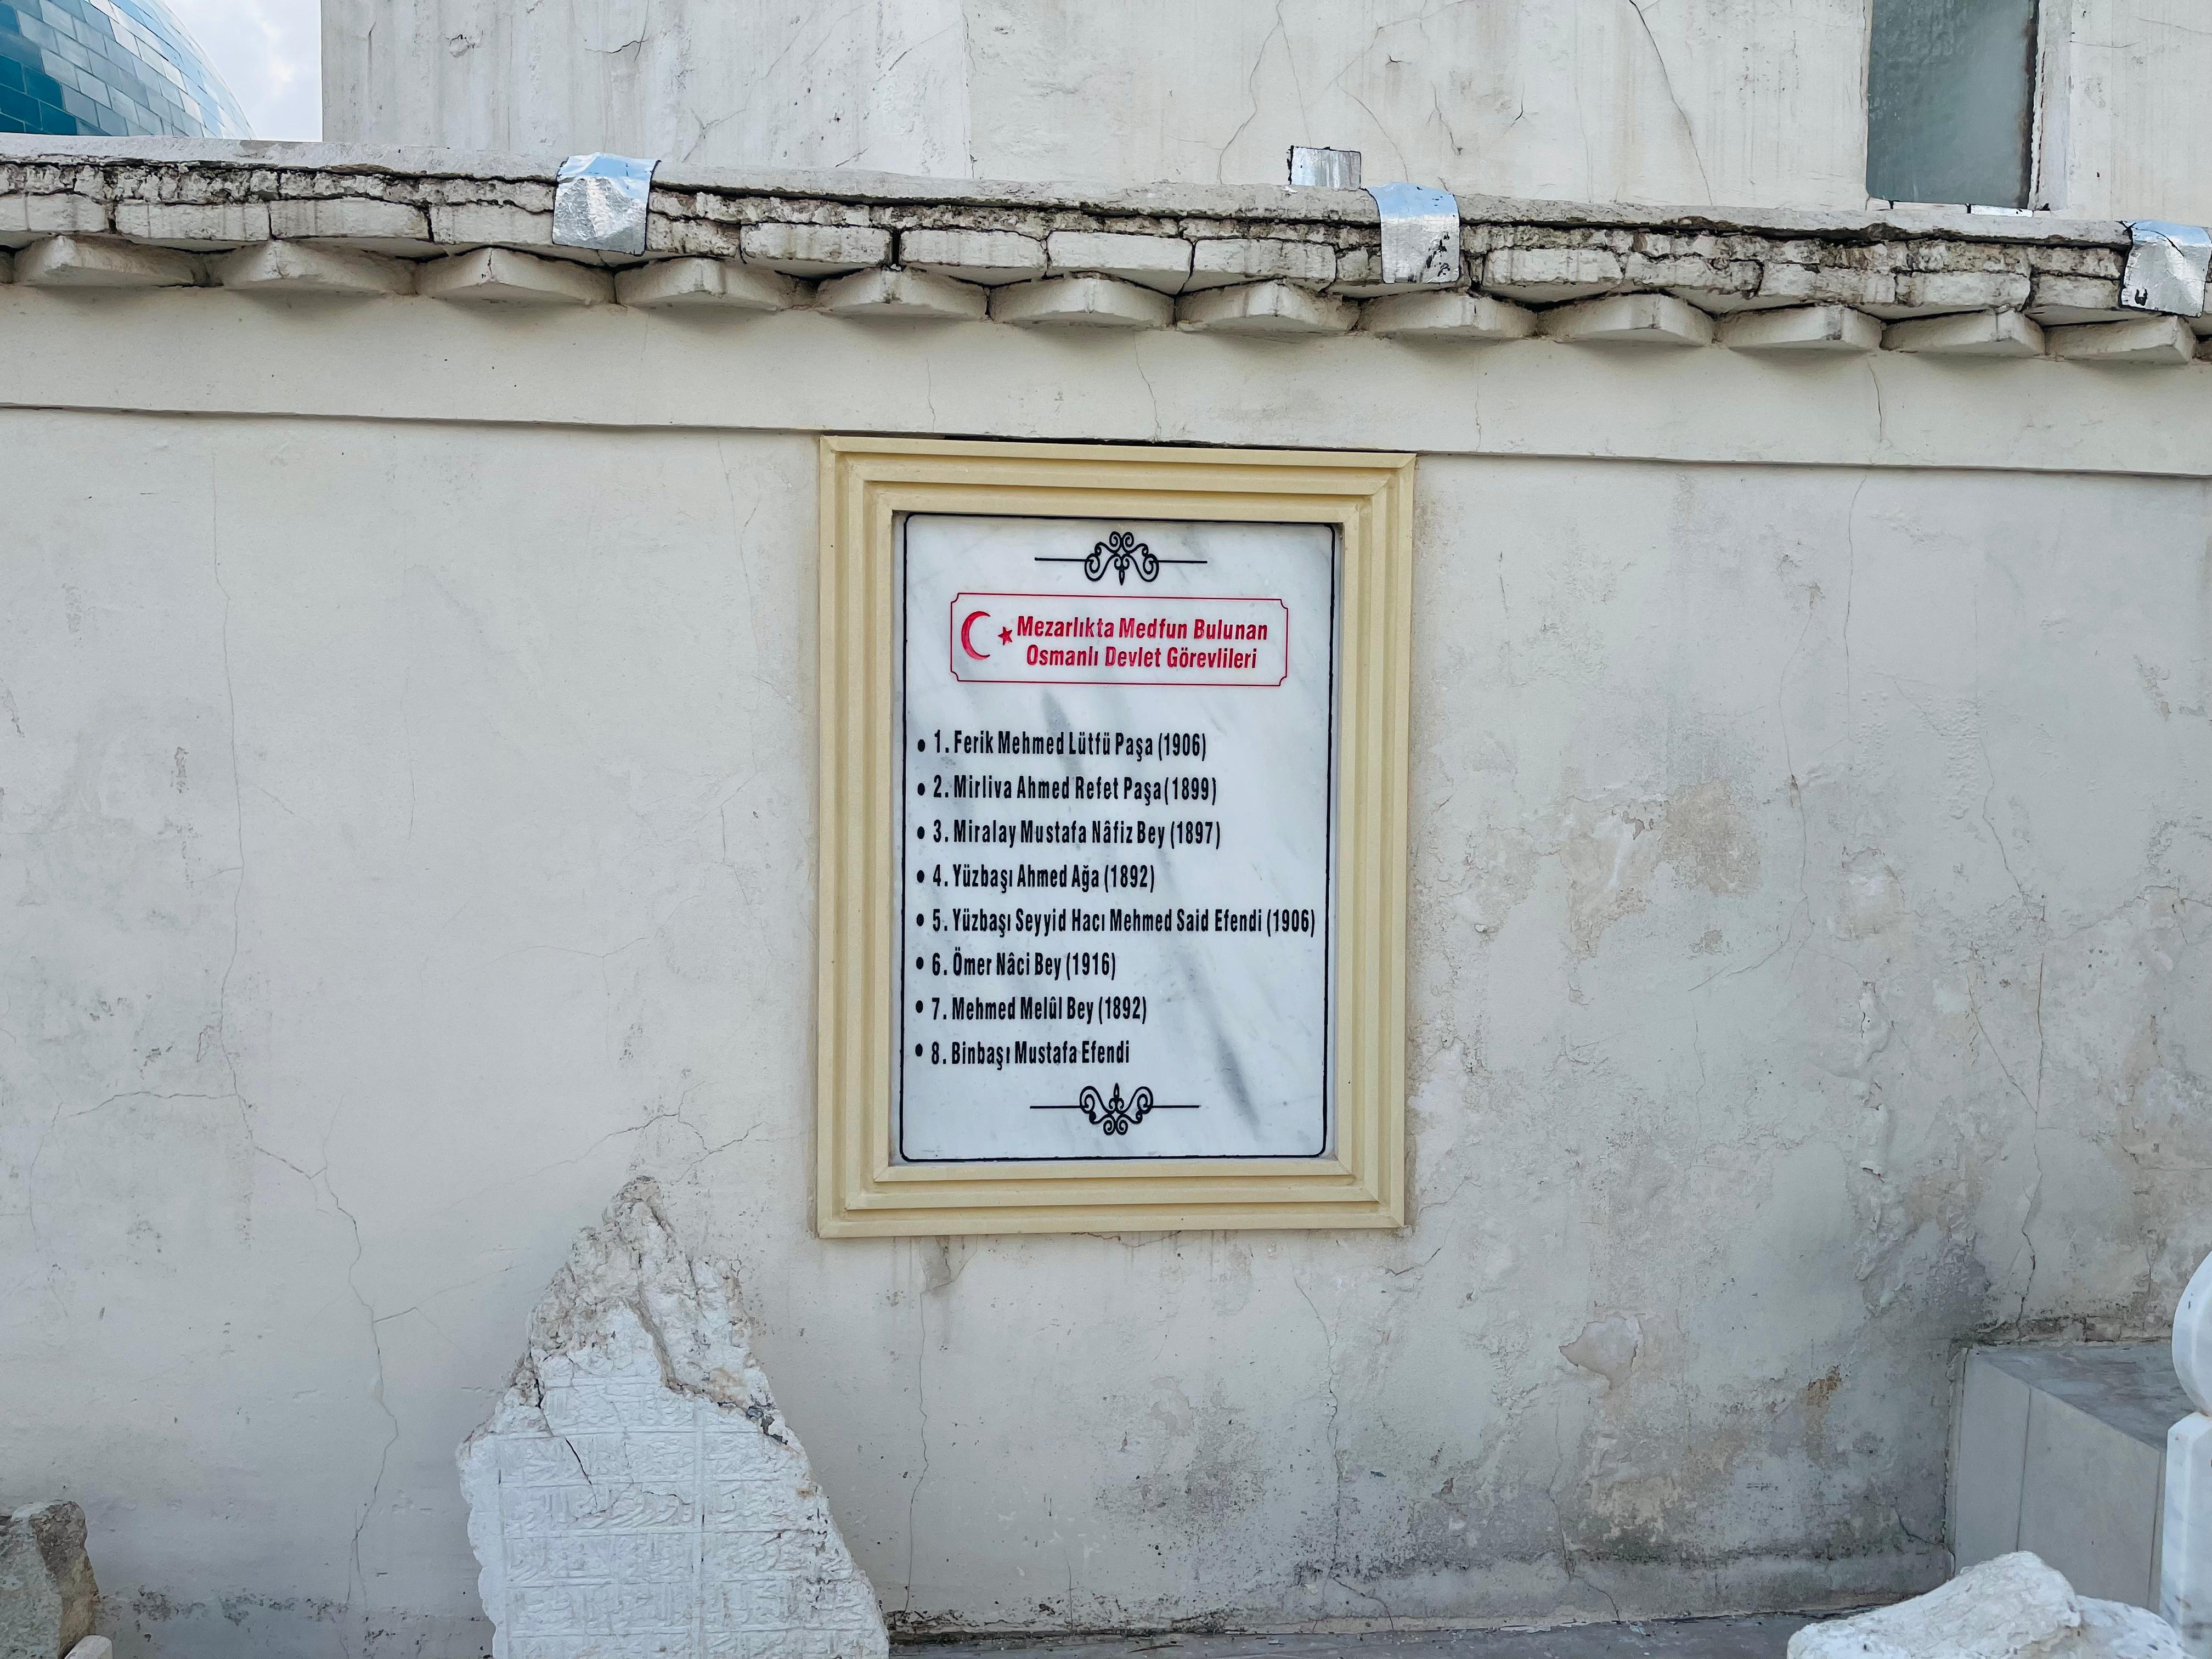 Mezarlıkta Medfun Bulunan
Osmanlı Devlet Görevlileri
• 1. Ferik Mehmed Lütfü Paşa (1906)
• 2. Mirliva Ahmed Refet Paşa(1899)
• 3. Miralay Mustafa Nâfiz Bey (1897)
• 4. Yüzbaşı Ahmed Ağa (1892)
• 5. Yüzbaşı Seyyid Hacı Mehmed Said Efendi (1906)
• 6. Ömer Nâci Bey (1916)
• 7. Mehmed Melûl Bey (1892)
• 8. Binbaşı Mustafa Efendi